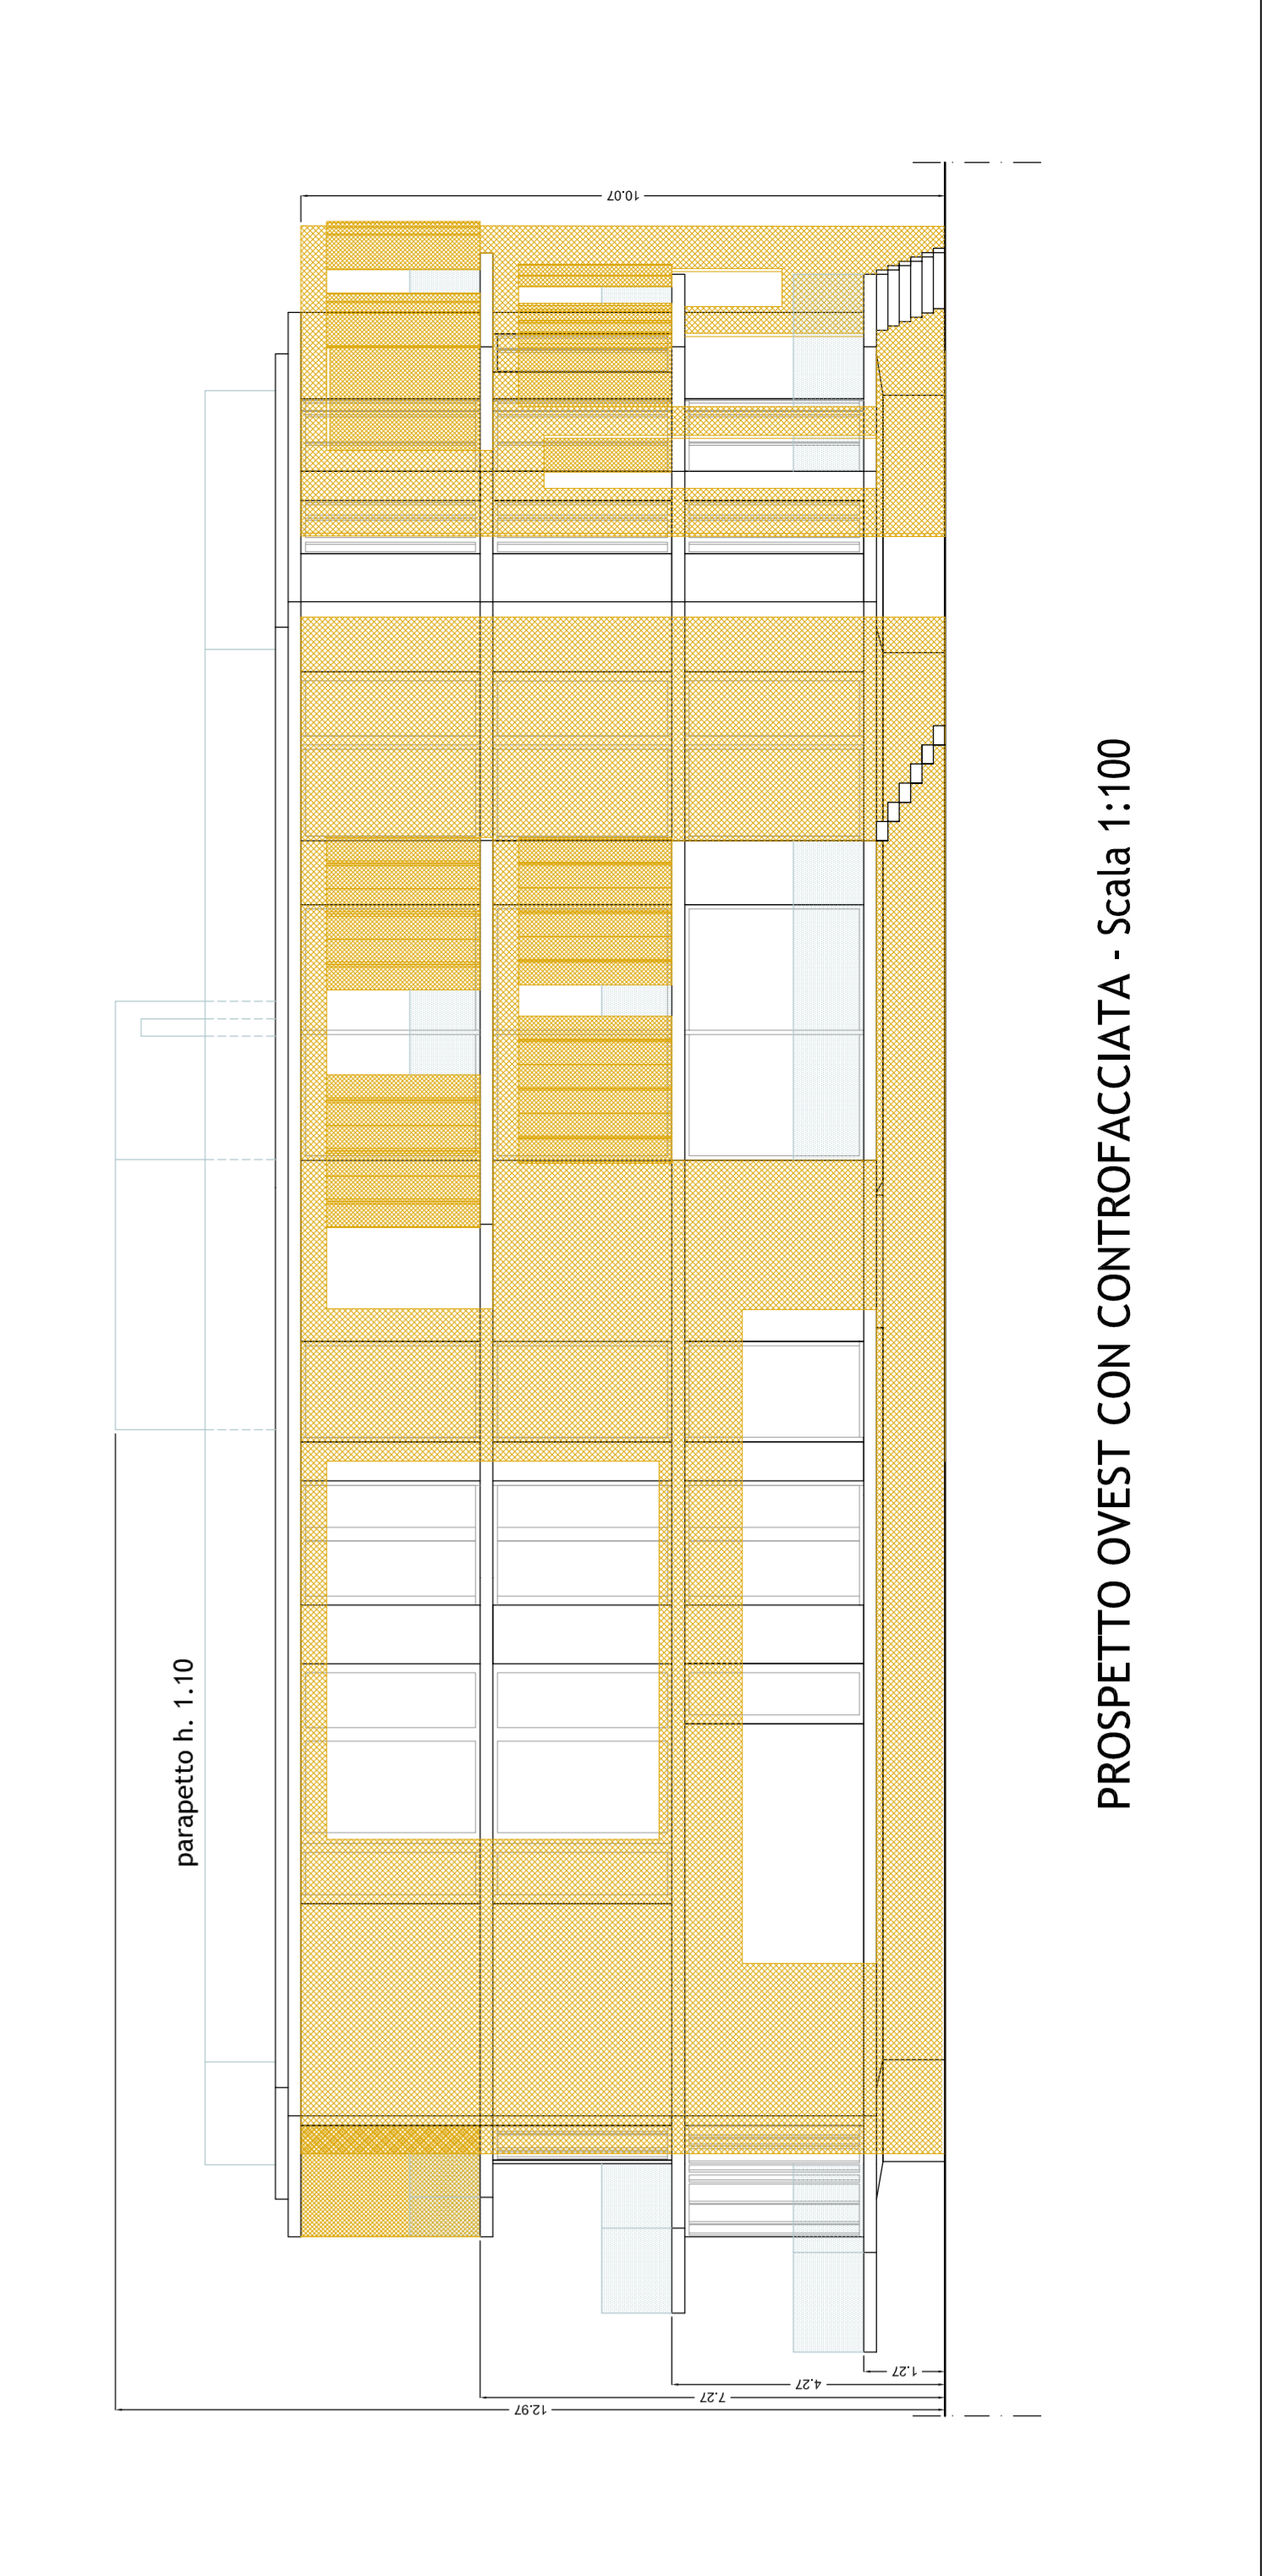 10.07
parapetto h. 1.10
PROSPETTO OVEST CON CONTROFACCIATA - Scala 1:100
1.27
4.27
7.27
12.97